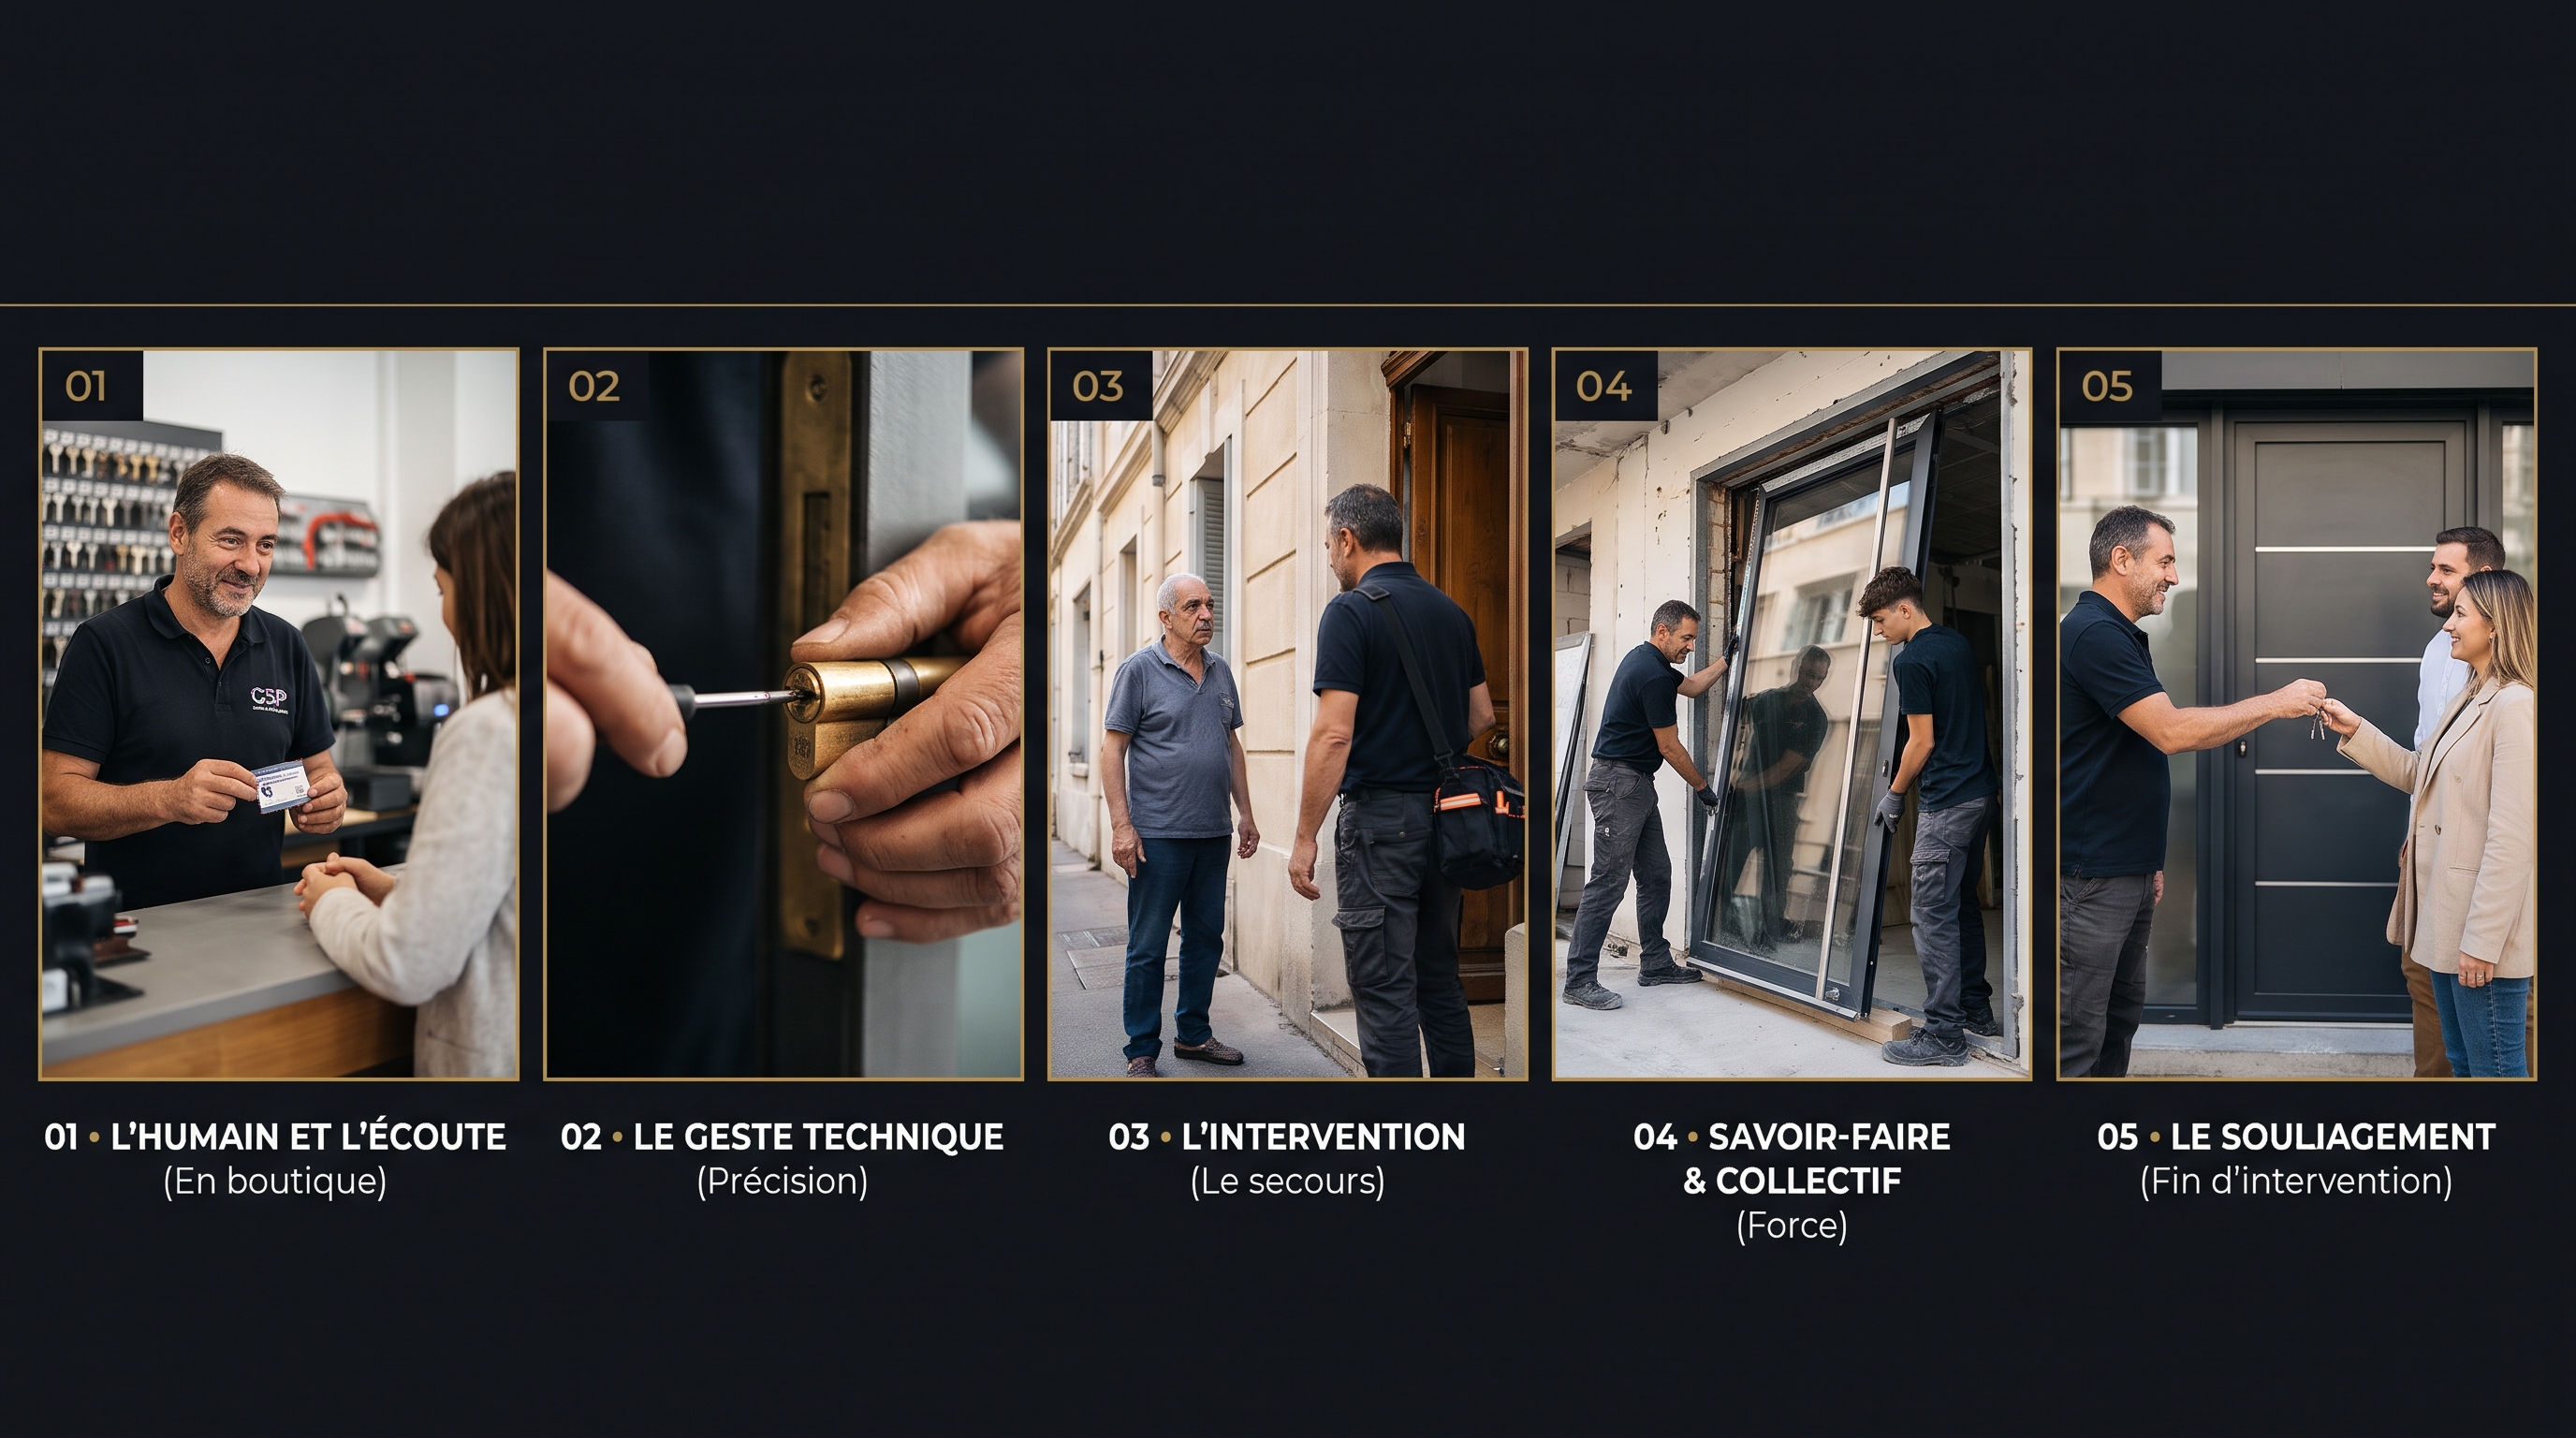 01
02
03
04
05
CSP
01 • L’HUMAIN ET L’ÉCOUTE
(En boutique)
02 • LE GESTE TECHNIQUE
(Précision)
03 • L’INTERVENTION
(Le secours)
04 • SAVOIR-FAIRE
& COLLECTIF
(Force)
05 • LE SOULIAGEMENT
(Fin d’intervention)